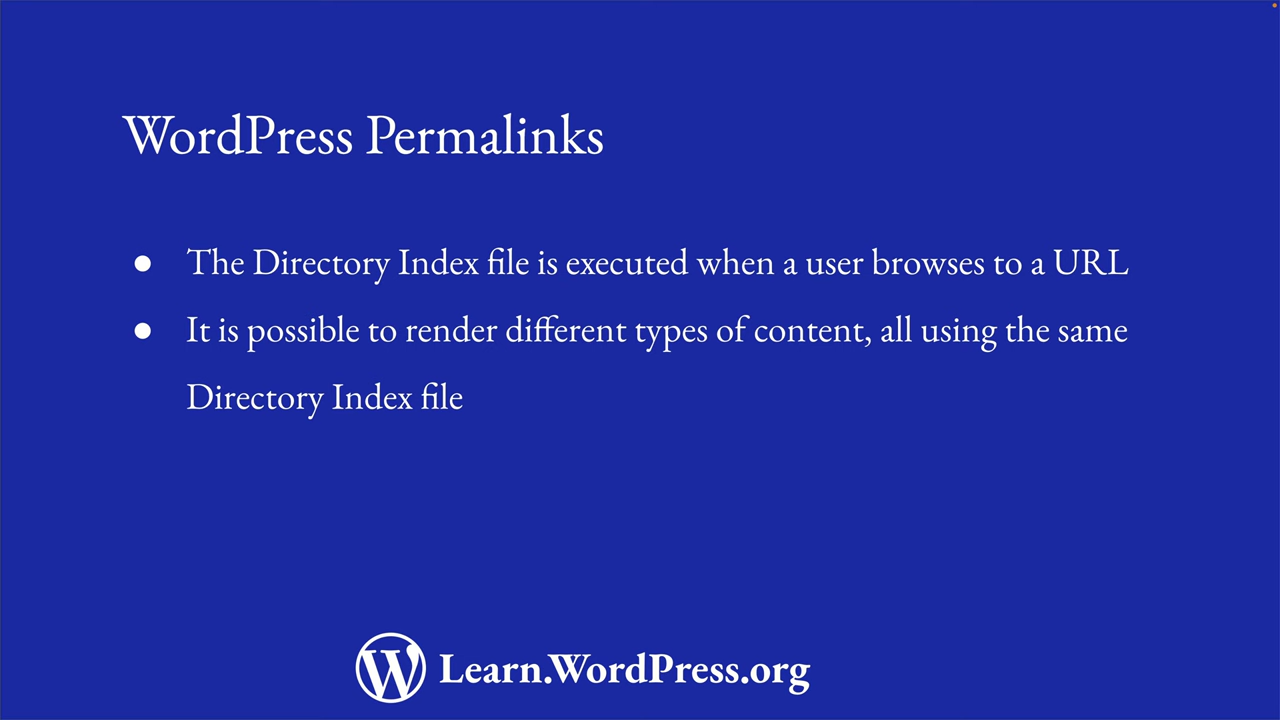 WordPress Permalinks
● The Directory Index file is executed when a user browses to a URL
● It is possible to render different types of content, all using the same
Directory Index file
Learn.WordPress.org